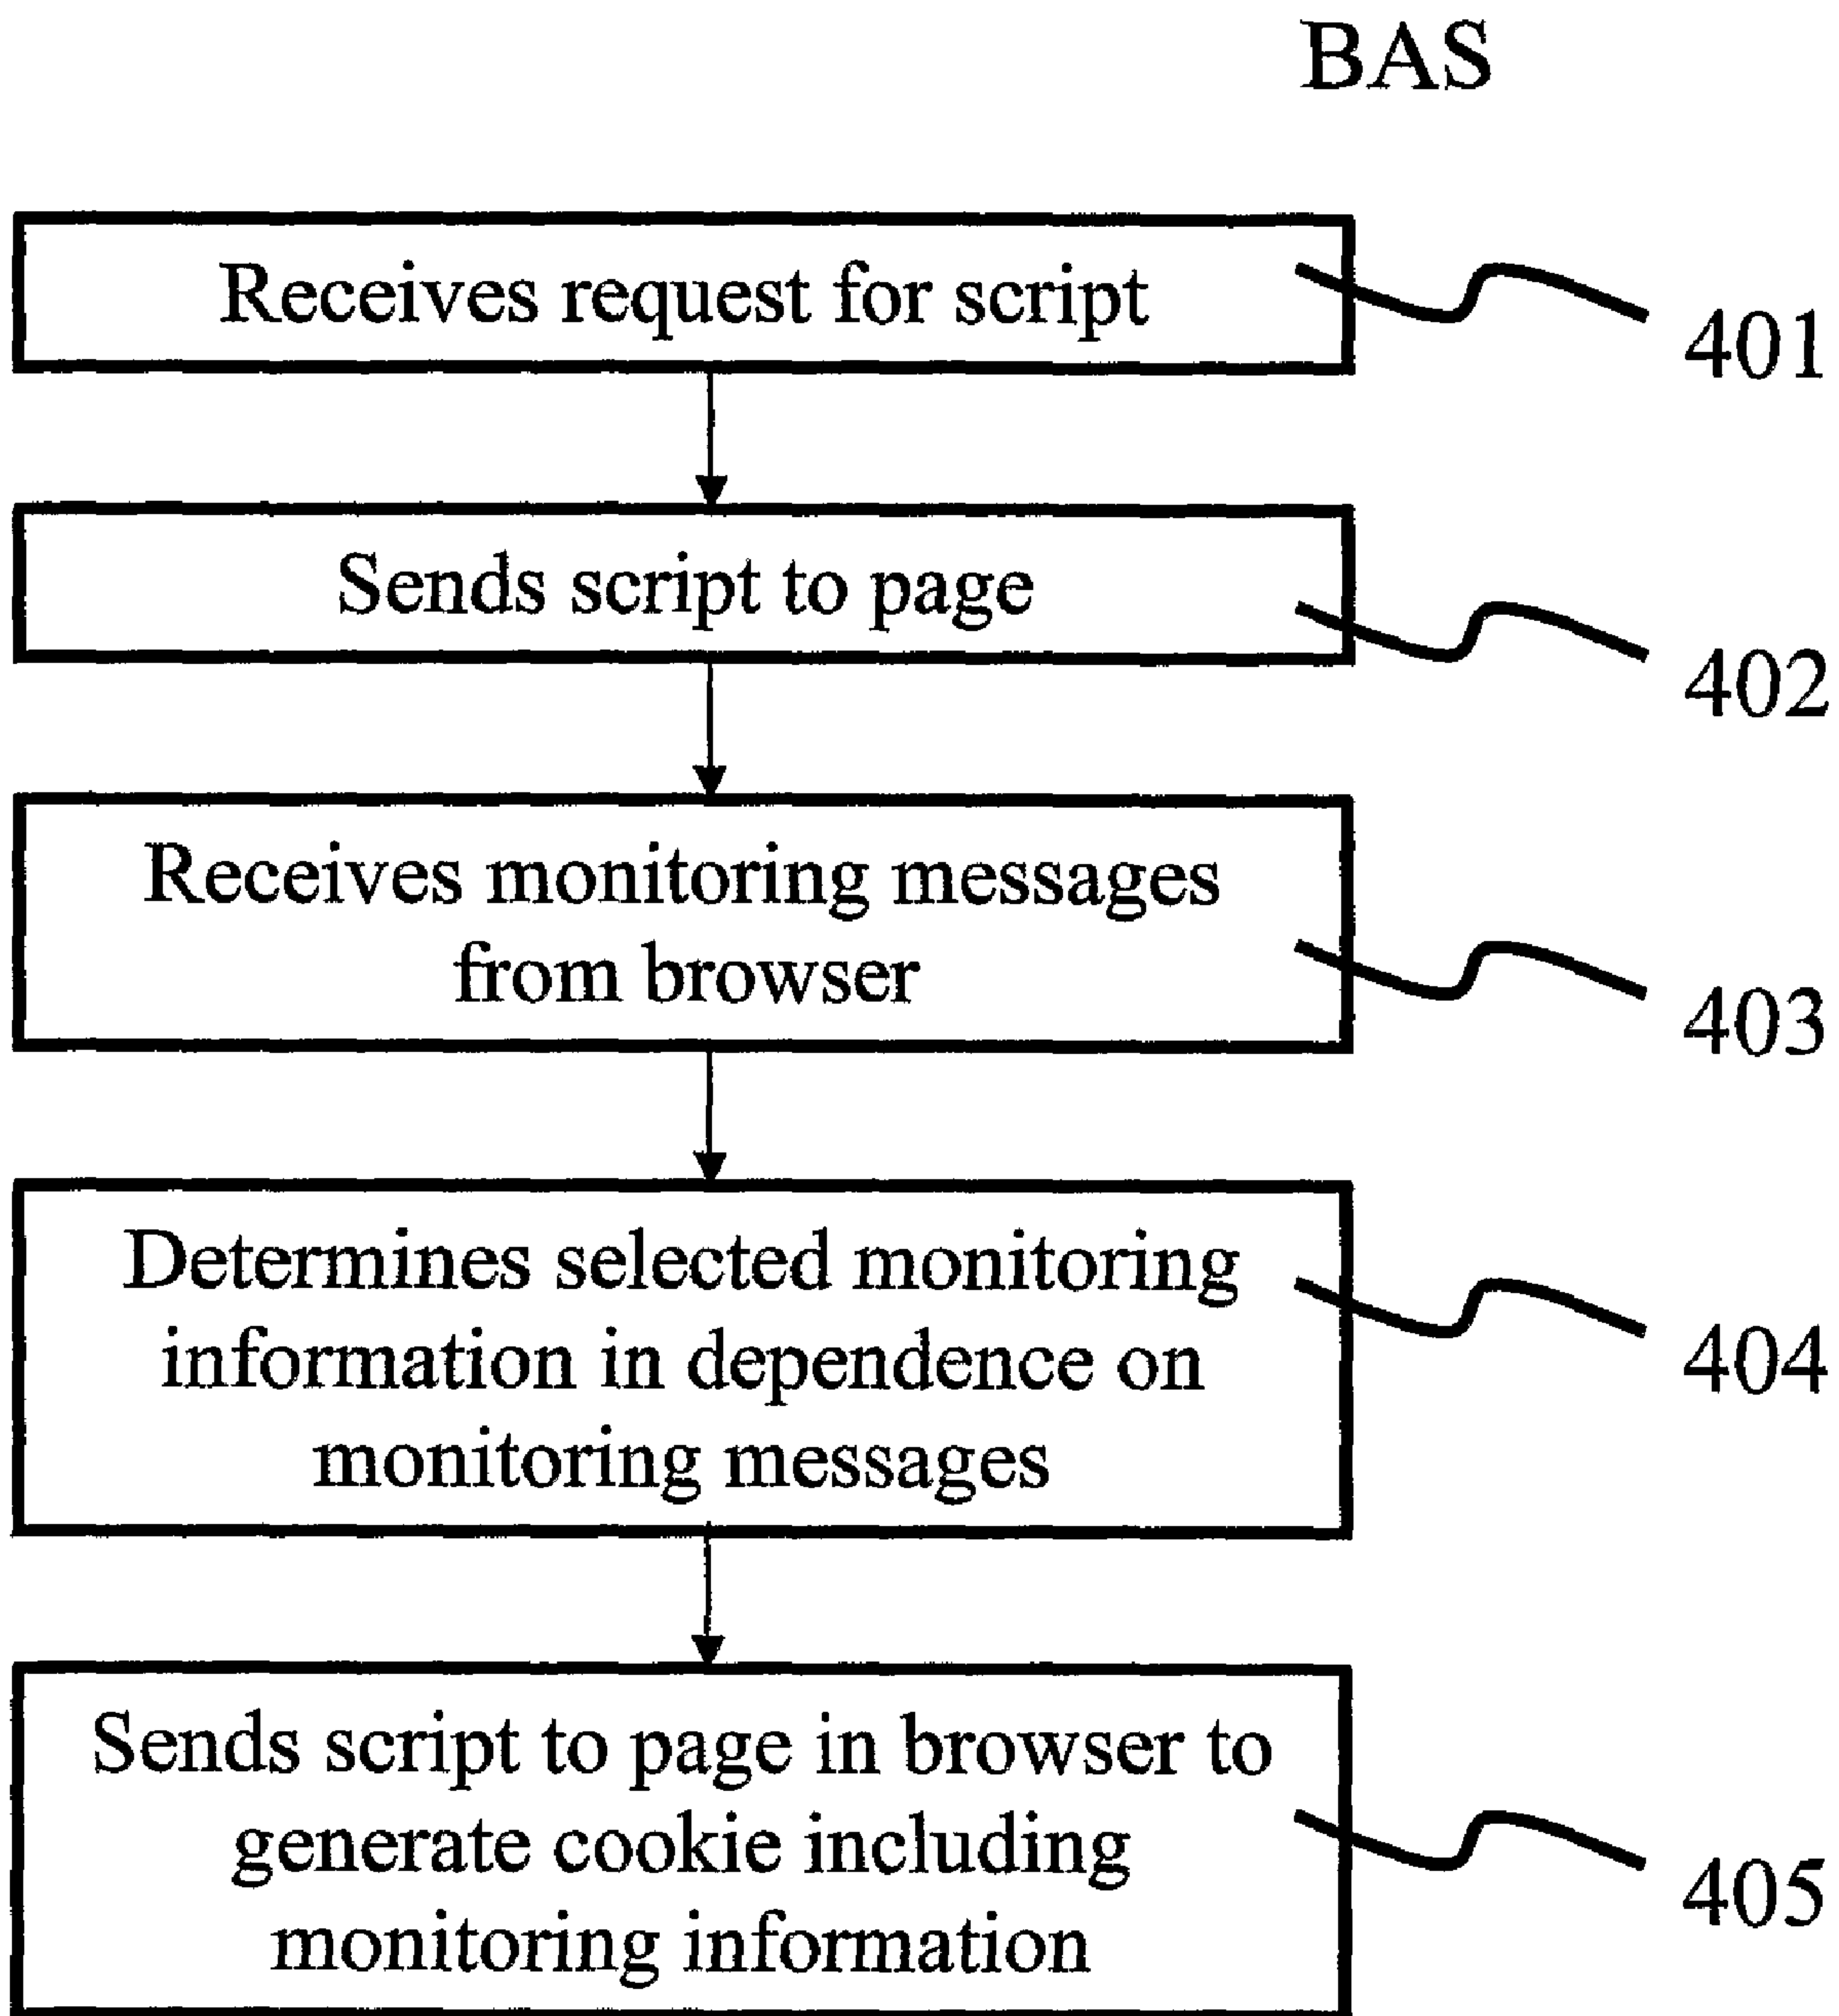 BAS
Receives request for script
401
Sends script to page
402
Receives monitoring messages
from browser
403
Determines selected monitoring
information in dependence on
monitoring messages
404
Sends script to page in browser to
generate cookie including
monitoring information
405